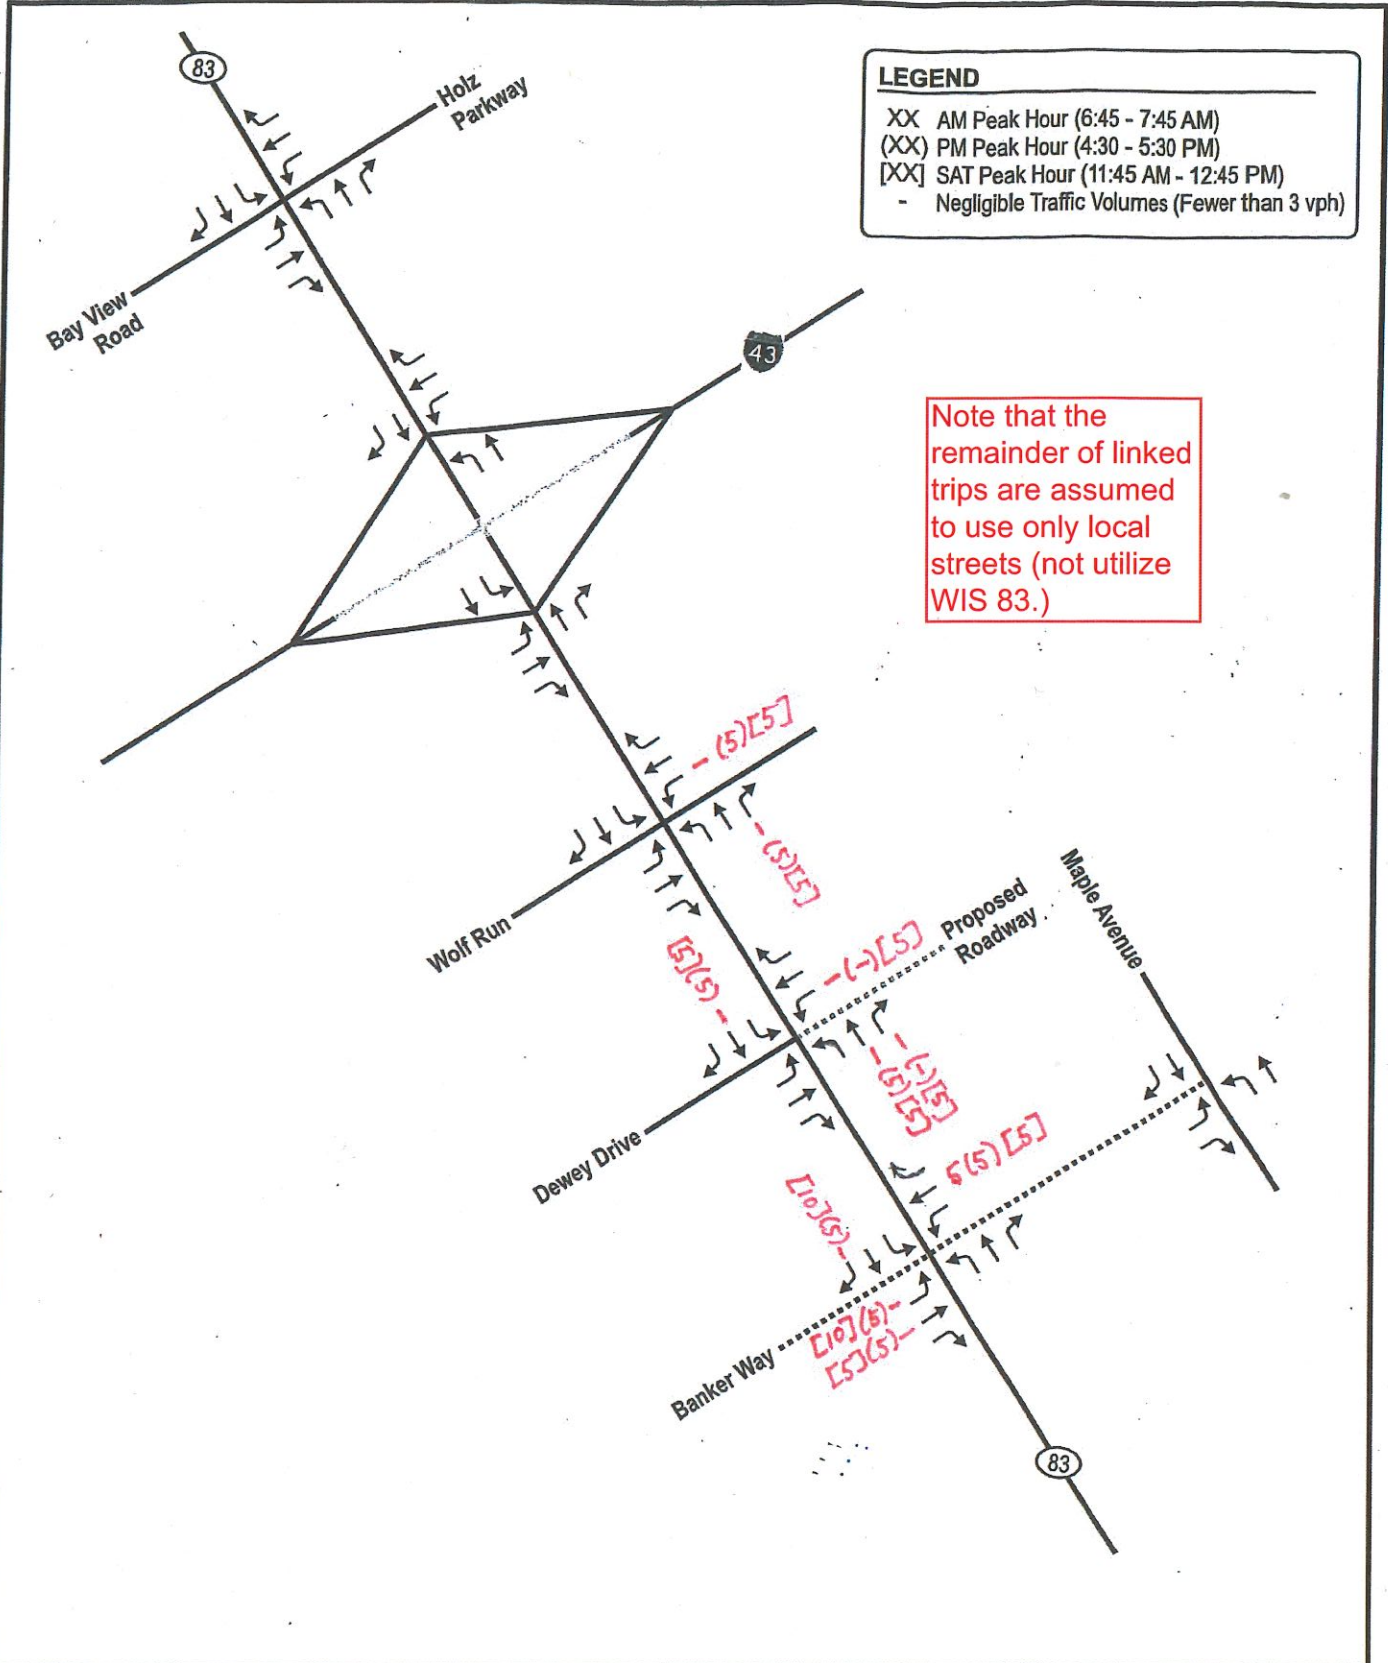 83
Holz
Parkway
LEGEND
XX AM Peak Hour (6:45 - 7:45 AM)
(XX) PM Peak Hour (4:30 - 5:30 PM)
[XX] SAT Peak Hour (11:45 AM - 12:45 PM)
- Negligible Traffic Volumes (Fewer than 3 vph)
Bay View
Road
43
Note that the
remainder of linked
trips are assumed
to use only local
streets (not utilize
WIS 83.)
- (5)[5]
- (5)[5]
Wolf Run
[5](5) -
- (-)[5]
Proposed
Roadway
Maple Avenue
- (-)[5]
- (5)[5]
Dewey Drive
5(5)[5]
[10](5)-
[10](5)-
[5](5)-
Banker Way
83